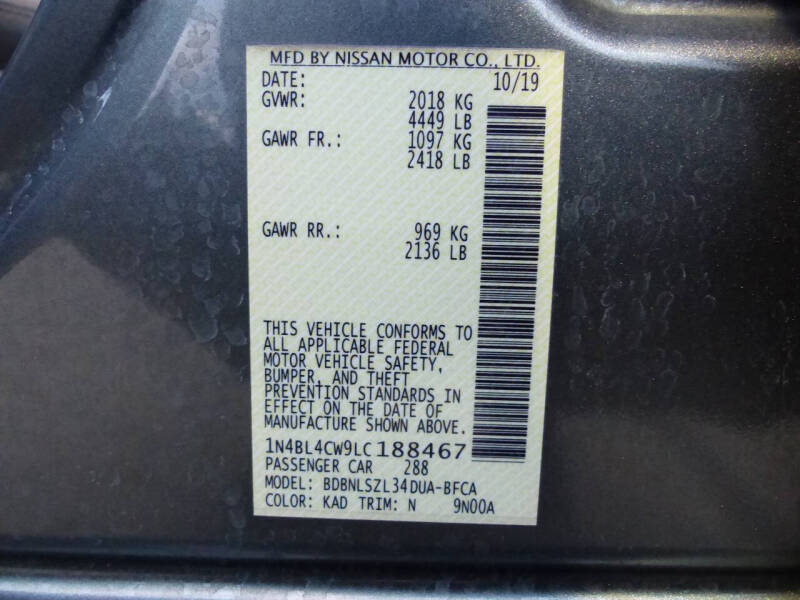 MFD BY NISSAN MOTOR CO., LTD.
DATE: 10/19
GVWR: 2018 KG
4449 LB
GAWR FR.: 1097 KG
2418 LB
GAWR RR.: 969 KG
2136 LB
THIS VEHICLE CONFORMS TO
ALL APPLICABLE FEDERAL
MOTOR VEHICLE SAFETY,
BUMPER, AND THEFT
PREVENTION STANDARDS IN
EFFECT ON THE DATE OF
MANUFACTURE SHOWN ABOVE.
1N4BL4CW9LC188467
PASSENGER CAR 288
MODEL: BDBNLSZL34DUA-BFCA
COLOR: KAD TRIM: N 9N00A